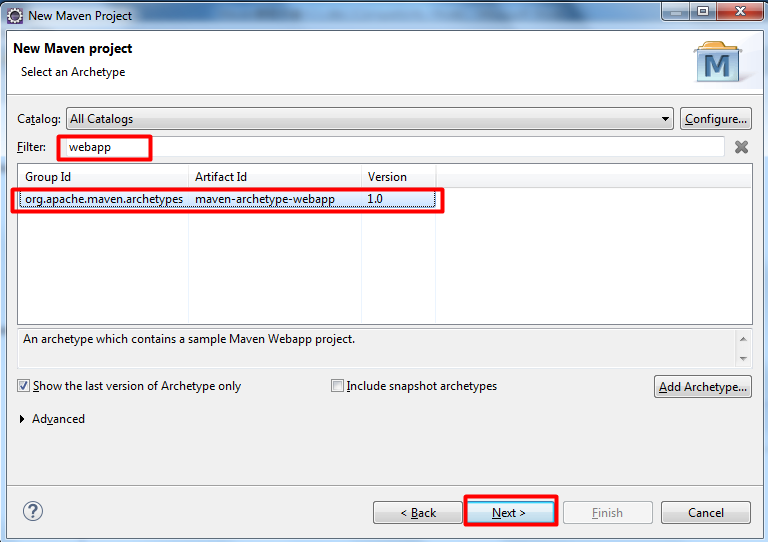 New Maven Project
New Maven project
Select an Archetype
M
Catalog: All Catalogs Configure...
Filter: webapp
Group Id Artifact Id Version
org.apache.maven.archetypes maven-archetype-webapp 1.0
An archetype which contains a sample Maven Webapp project.
Show the last version of Archetype only Include snapshot archetypes Add Archetype...
Advanced
? < Back Next > Finish Cancel